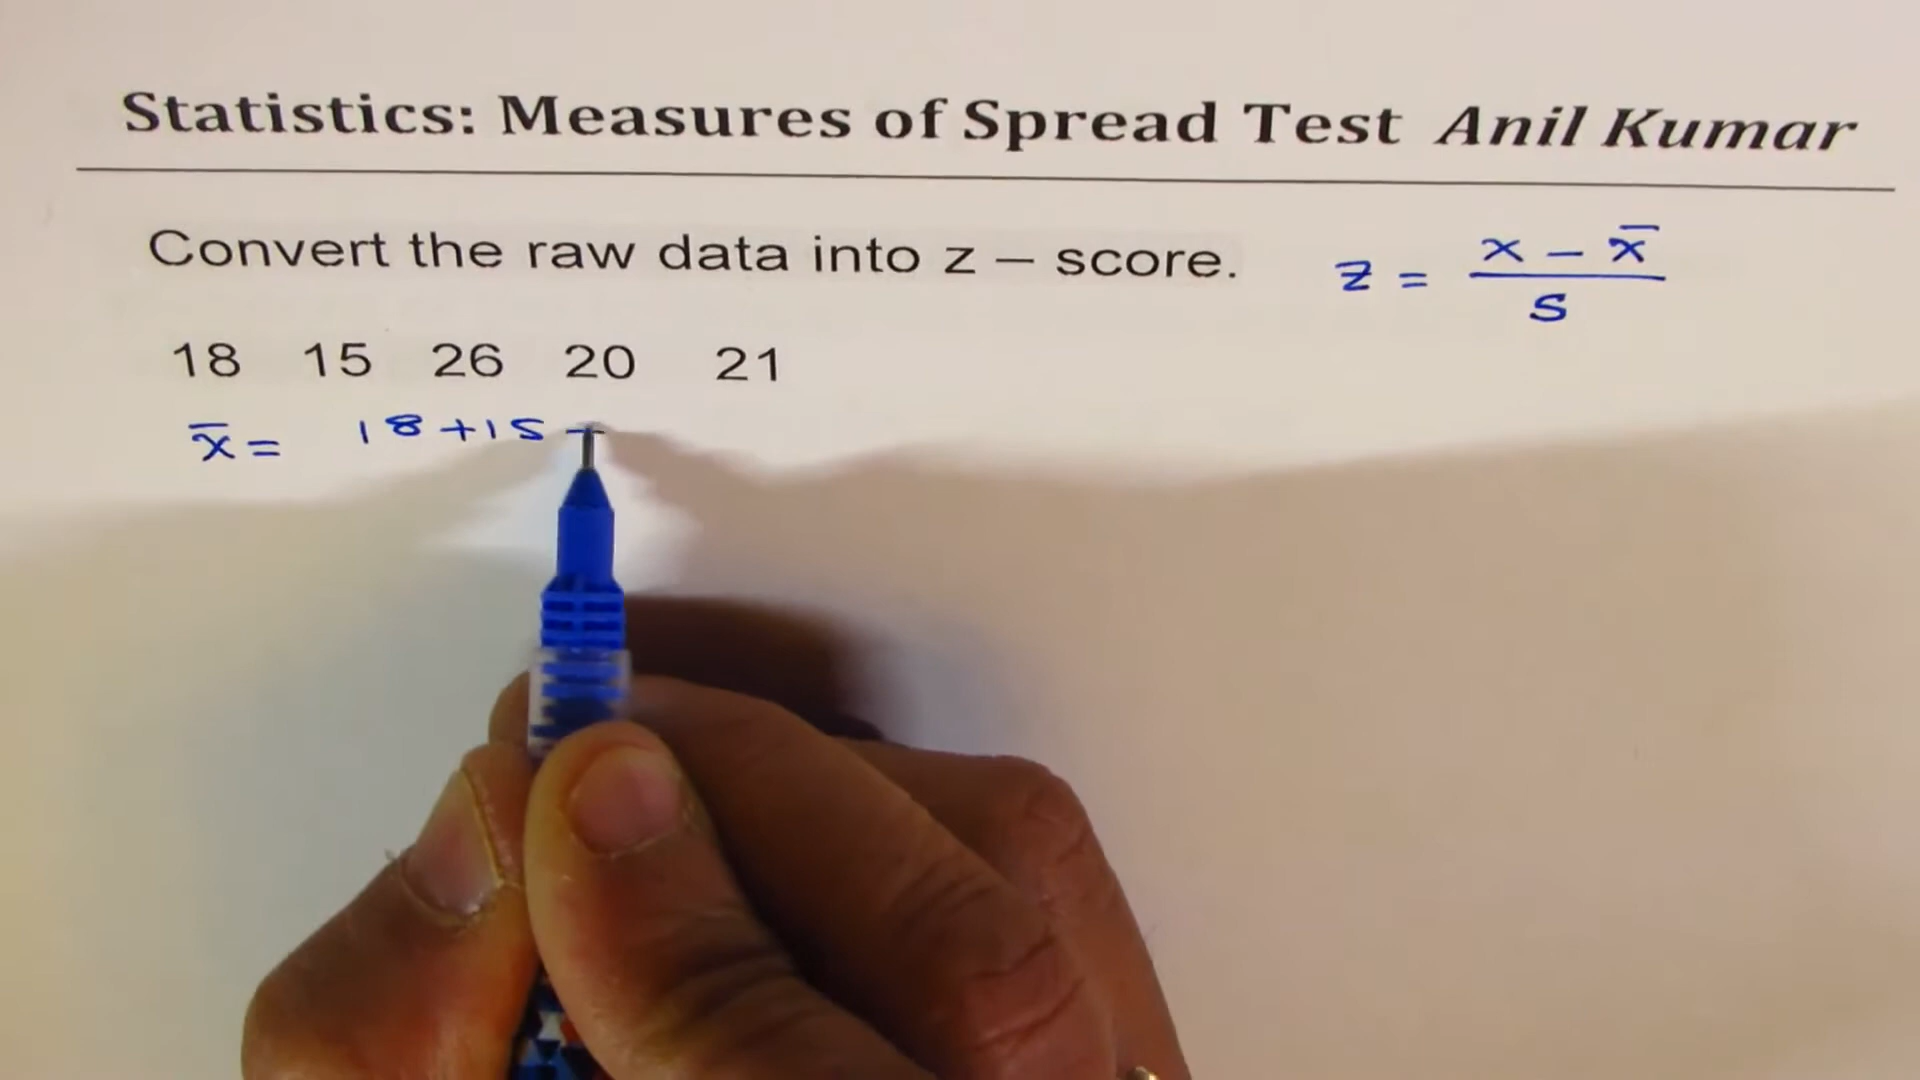 Statistics: Measures of Spread Test Anil Kumar
Convert the raw data into z – score.
z = x - x̄ / s
18 15 26 20 21
x̄ = 18+15+